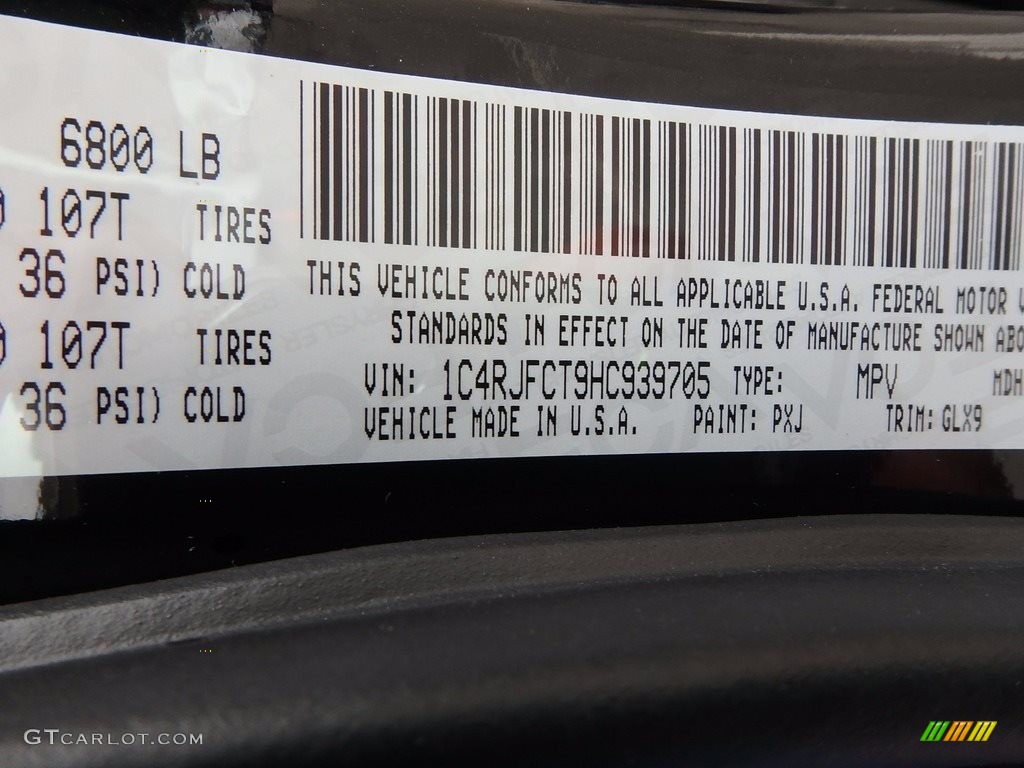 6800 LB
107T TIRES
36 PSI) COLD
107T TIRES
36 PSI) COLD
THIS VEHICLE CONFORMS TO ALL APPLICABLE U.S.A. FEDERAL MOTOR
STANDARDS IN EFFECT ON THE DATE OF MANUFACTURE SHOWN ABO
VIN: 1C4RJFCT9HC939705 TYPE: MPV MDH
VEHICLE MADE IN U.S.A. PAINT: PXJ TRIM: GLX9
GTCARLOT.COM